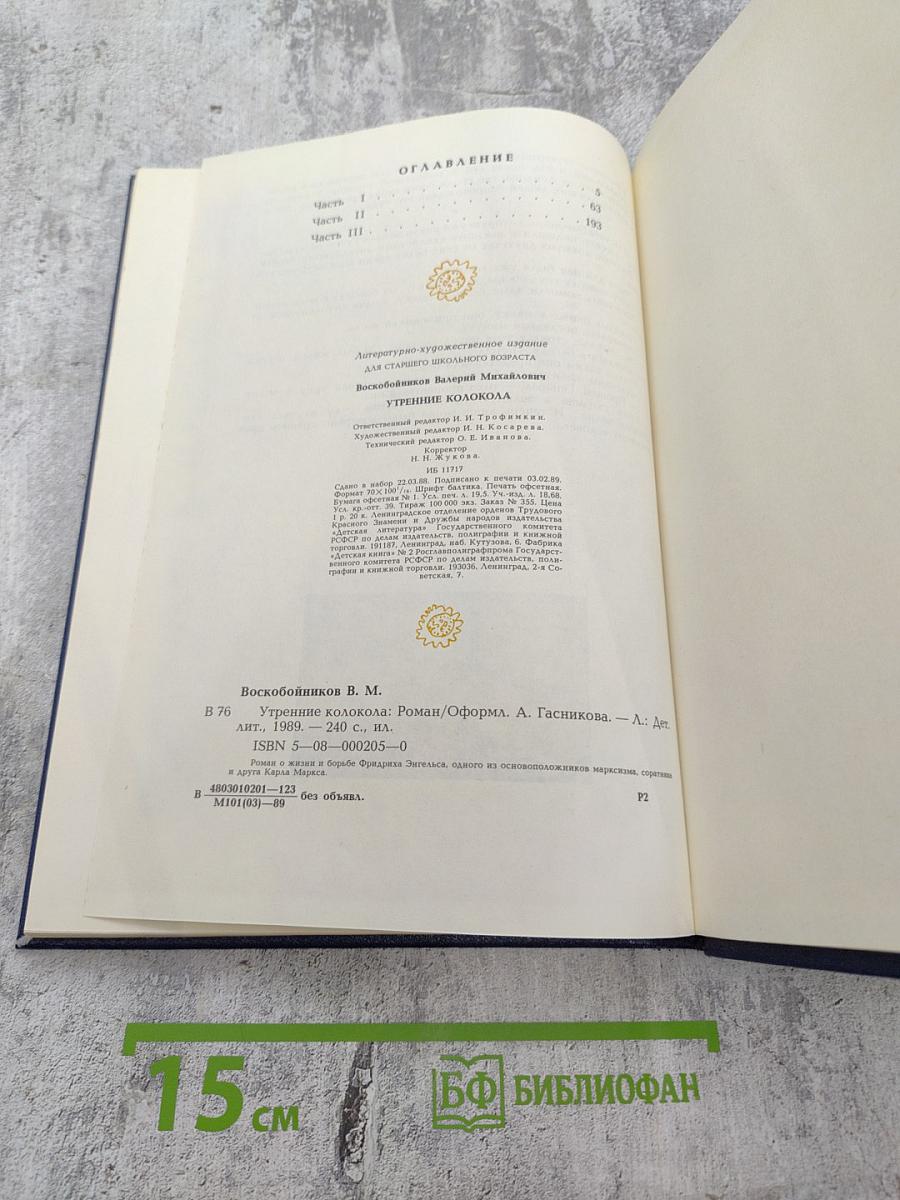 ОГЛАВЛЕНИЕ
Часть I . . . . . . . . . . . . . . 5
Часть II . . . . . . . . . . . . . . 63
Часть III . . . . . . . . . . . . . . 193
Литературно-художественное издание
ДЛЯ СТАРШЕГО ШКОЛЬНОГО ВОЗРАСТА
Воскобойников Валерий Михайлович
УТРЕННИЕ КОЛОКОЛА
Ответственный редактор И. И. Трофимкин.
Художественный редактор И. Н. Косарева.
Технический редактор О. Е. Иванова.
Корректор
Н. Н. Жукова.
ИБ 11717
Сдано в набор 22.03.88. Подписано к печати 03.02.89.
Формат 70×100¹/₁₆. Шрифт балтика. Печать офсетная.
Бумага офсетная № 1. Усл. печ. л. 19,5. Уч.-изд. л. 18,68.
Усл. кр.-отт. 39. Тираж 100 000 экз. Заказ № 355. Цена
1 р. 20 к. Ленинградское отделение орденов Трудового
Красного Знамени и Дружбы народов издательства
«Детская литература» Государственного комитета
РСФСР по делам издательств, полиграфии и книжной
торговли. 191187, Ленинград, наб. Кутузова, 6. Фабрика
«Детская книга» № 2 Росглавполиграфпрома Государст-
венного комитета РСФСР по делам издательств, поли-
графии и книжной торговли. 193036, Ленинград, 2-я Со-
ветская, 7.
Воскобойников В. М.
В 76 Утренние колокола: Роман/Оформл. А. Гасникова. — Л.: Дет.
лит., 1989. — 240 с., ил.
ISBN 5—08—000205—0
Роман о жизни и борьбе Фридриха Энгельса, одного из основоположников марксизма, соратника
и друга Карла Маркса.
В 4803010201—123 / М101(03)—89 без объявл. Р2
15 см
БФ БИБЛИОФАН